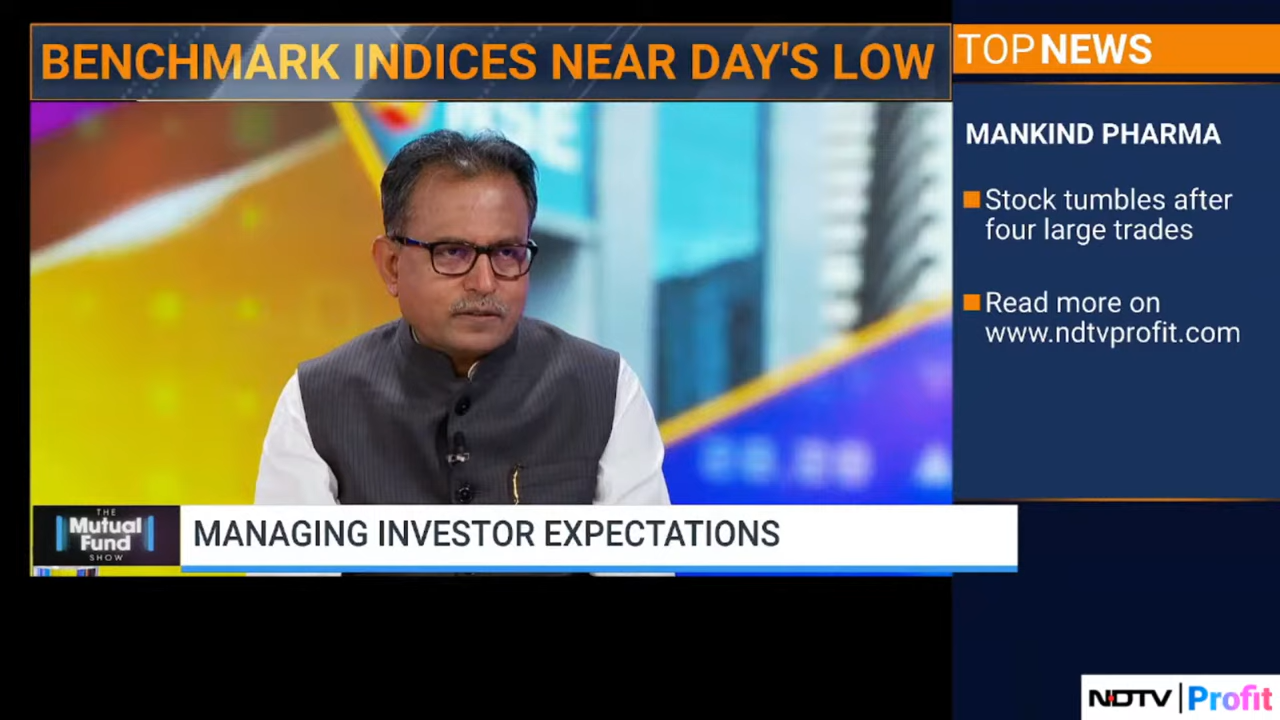 BENCHMARK INDICES NEAR DAY'S LOW
TOP NEWS
MANKIND PHARMA
Stock tumbles after
four large trades
Read more on
www.ndtvprofit.com
BSE
THE
Mutual
Fund
SHOW
MANAGING INVESTOR EXPECTATIONS
NDTV Profit